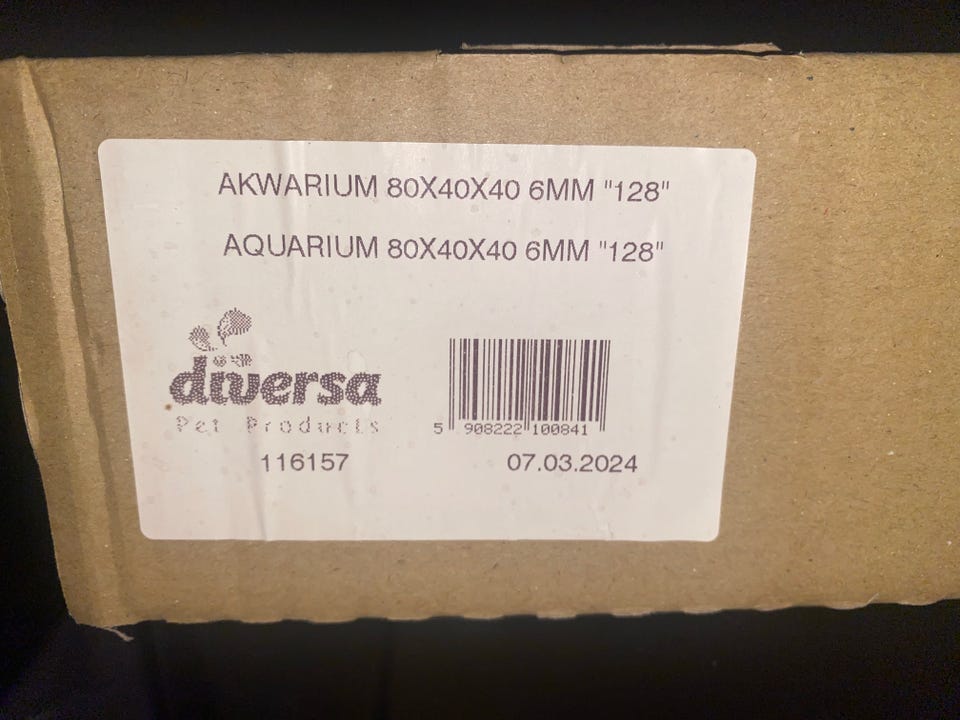 AKWARIUM 80X40X40 6MM "128"
AQUARIUM 80X40X40 6MM "128"
diversa
Pet Products
5 908222 100841
116157
07.03.2024